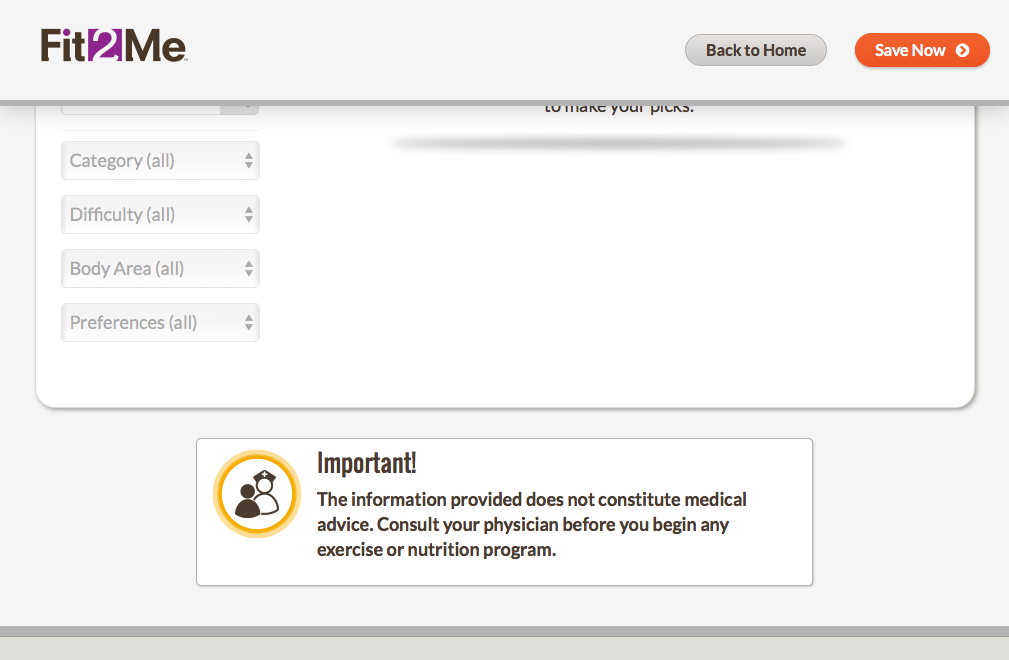 Fit2Me
Back to Home
Save Now
to make your picks.
Category (all)
Difficulty (all)
Body Area (all)
Preferences (all)
Important!
The information provided does not constitute medical
advice. Consult your physician before you begin any
exercise or nutrition program.